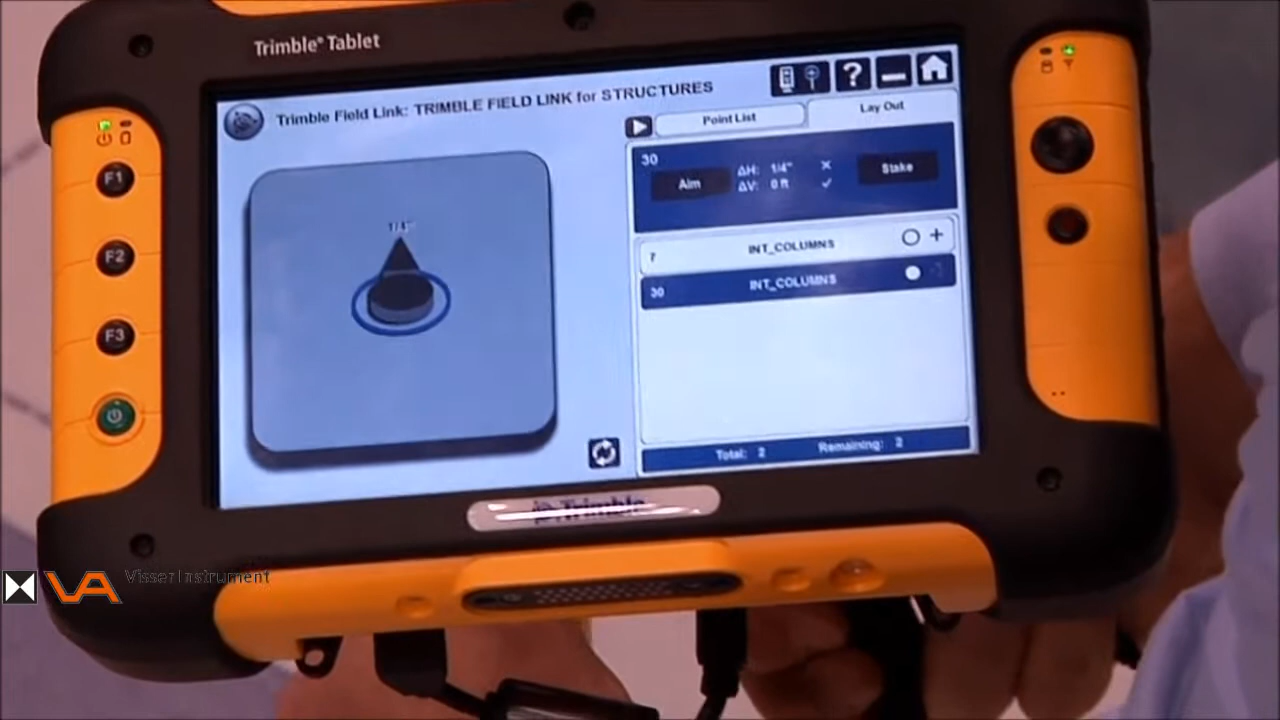 Trimble® Tablet
Trimble Field Link: TRIMBLE FIELD LINK for STRUCTURES
?
Point List
Lay Out
30
Aim
ΔH: 1/4" ×
ΔV: 0 ft ✓
Stake
1/4"
7 INT_COLUMNS +
30 INT_COLUMNS
Total: 2 Remaining: 2
F1
F2
F3
Trimble
VA VisserInstrument